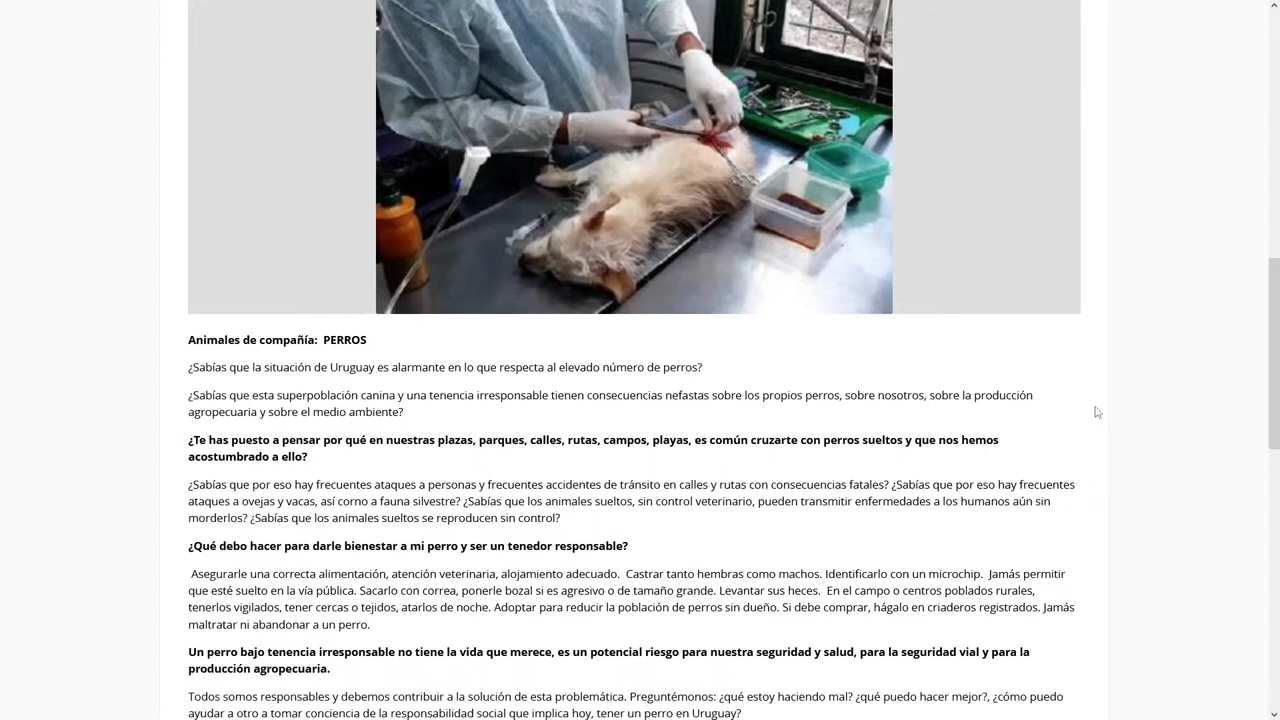 Animales de compañía:  PERROS
¿Sabías que la situación de Uruguay es alarmante en lo que respecta al elevado número de perros?
¿Sabías que esta superpoblación canina y una tenencia irresponsable tienen consecuencias nefastas sobre los propios perros, sobre nosotros, sobre la producción
agropecuaria y sobre el medio ambiente?
¿Te has puesto a pensar por qué en nuestras plazas, parques, calles, rutas, campos, playas, es común cruzarte con perros sueltos y que nos hemos
acostumbrado a ello?
¿Sabías que por eso hay frecuentes ataques a personas y frecuentes accidentes de tránsito en calles y rutas con consecuencias fatales? ¿Sabías que por eso hay frecuentes
ataques a ovejas y vacas, así corno a fauna silvestre? ¿Sabías que los animales sueltos, sin control veterinario, pueden transmitir enfermedades a los humanos aún sin
morderlos? ¿Sabías que los animales sueltos se reproducen sin control?
¿Qué debo hacer para darle bienestar a mi perro y ser un tenedor responsable?
Asegurarle una correcta alimentación, atención veterinaria, alojamiento adecuado.  Castrar tanto hembras como machos. Identificarlo con un microchip.  Jamás permitir
que esté suelto en la vía pública. Sacarlo con correa, ponerle bozal si es agresivo o de tamaño grande. Levantar sus heces.  En el campo o centros poblados rurales,
tenerlos vigilados, tener cercas o tejidos, atarlos de noche. Adoptar para reducir la población de perros sin dueño. Si debe comprar, hágalo en criaderos registrados. Jamás
maltratar ni abandonar a un perro.
Un perro bajo tenencia irresponsable no tiene la vida que merece, es un potencial riesgo para nuestra seguridad y salud, para la seguridad vial y para la
producción agropecuaria.
Todos somos responsables y debemos contribuir a la solución de esta problemática. Preguntémonos: ¿qué estoy haciendo mal? ¿qué puedo hacer mejor?, ¿cómo puedo
ayudar a otro a tomar conciencia de la responsabilidad social que implica hoy, tener un perro en Uruguay?